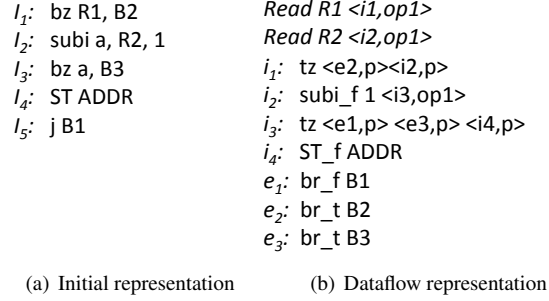 I1: bz R1, B2
I2: subi a, R2, 1
I3: bz a, B3
I4: ST ADDR
I5: j B1
(a) Initial representation
Read R1 <i1,op1>
Read R2 <i2,op1>
i1: tz <e2,p><i2,p>
i2: subi_f 1 <i3,op1>
i3: tz <e1,p> <e3,p> <i4,p>
i4: ST_f ADDR
e1: br_f B1
e2: br_t B2
e3: br_t B3
(b) Dataflow representation